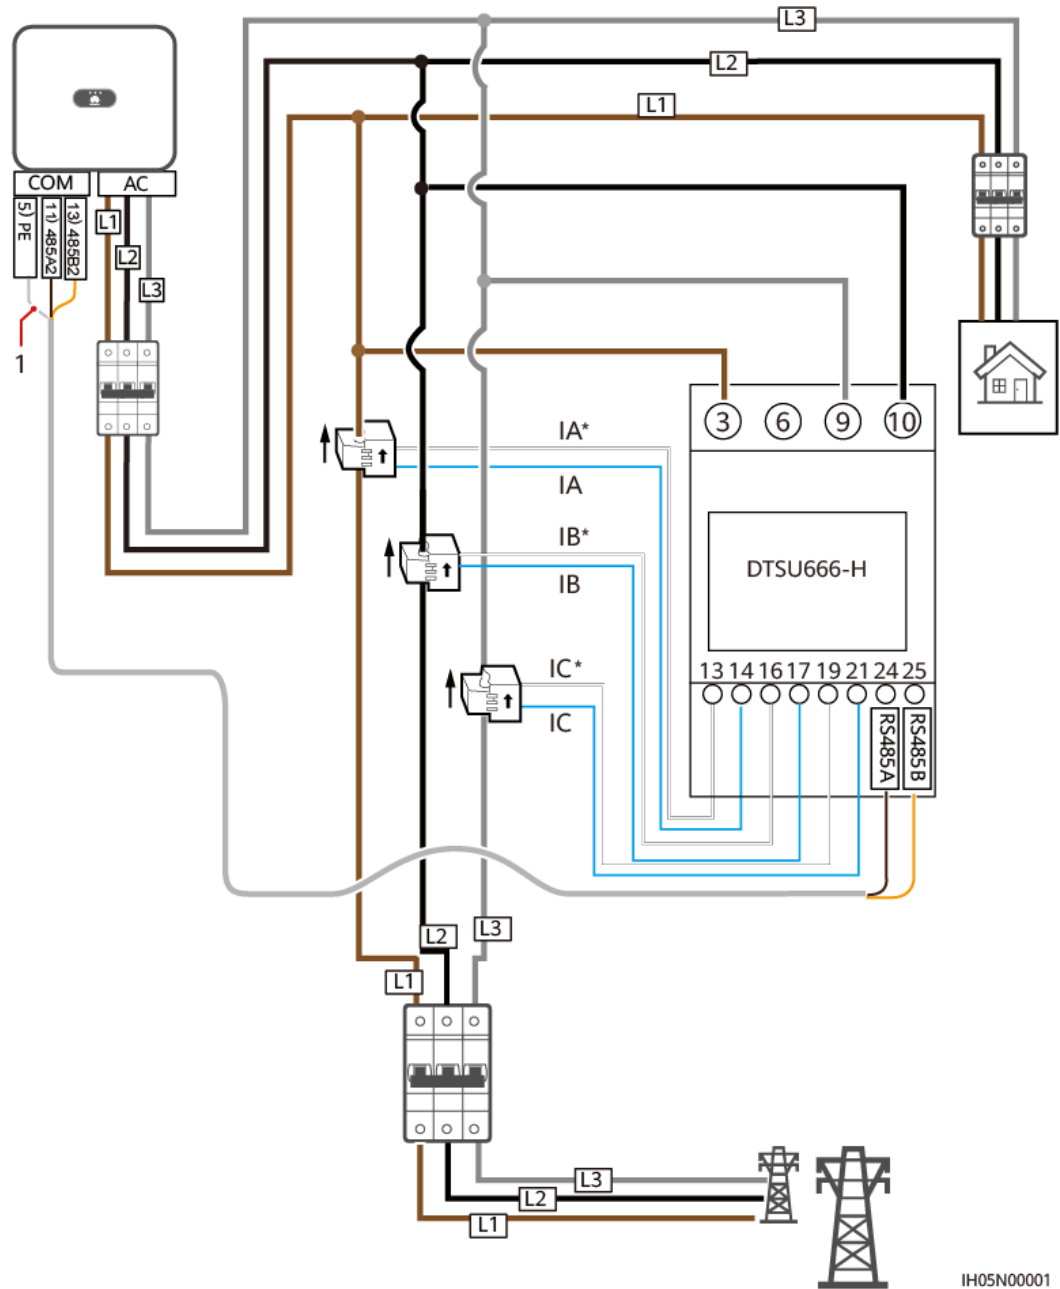 L3
L2
L1
COM
AC
5) PE
11) 485A2
13) 485B2
L1
L2
L3
1
3
6
9
10
IA*
IA
IB*
IB
DTSU666-H
IC*
IC
13 14 16 17 19 21 24 25
RS485A
RS485B
L3
L2
L1
L3
L2
L1
IH05N00001